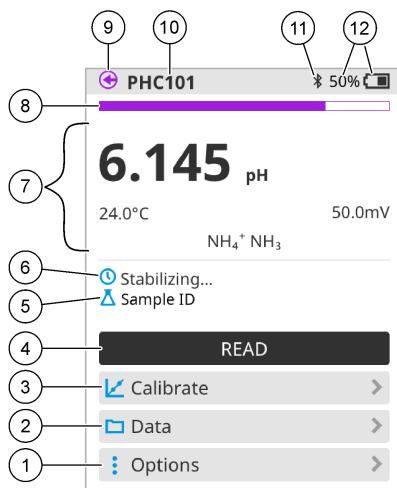 9 10 11 12
PHC101 50%
8
7
6.145 pH
24.0°C 50.0mV
NH₄⁺ NH₃
6 Stabilizing...
5 Sample ID
4 READ
3 Calibrate
2 Data
1 Options